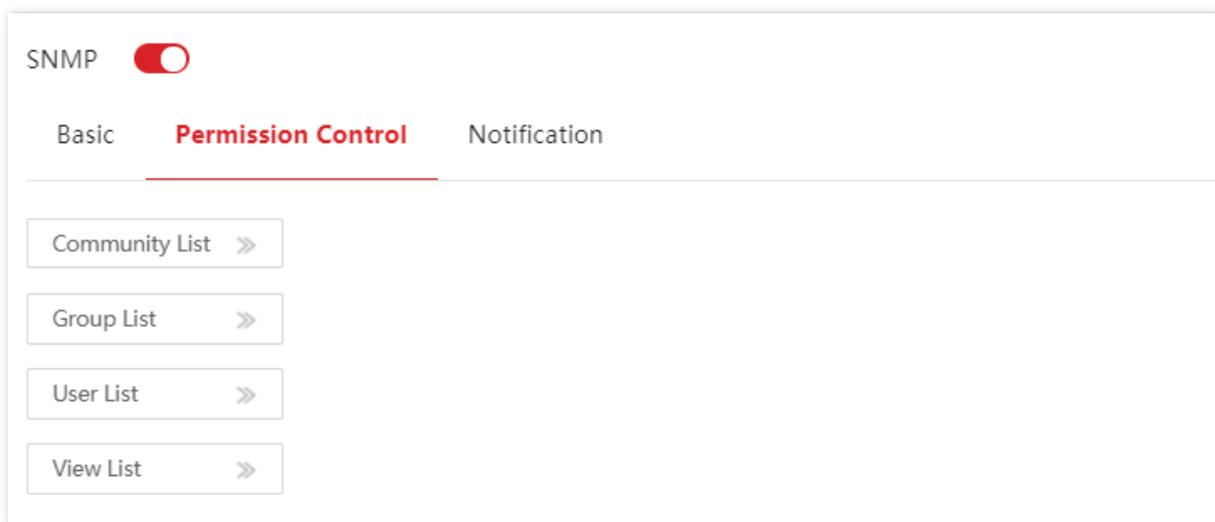 SNMP
Basic Permission Control Notification
Community List
Group List
User List
View List